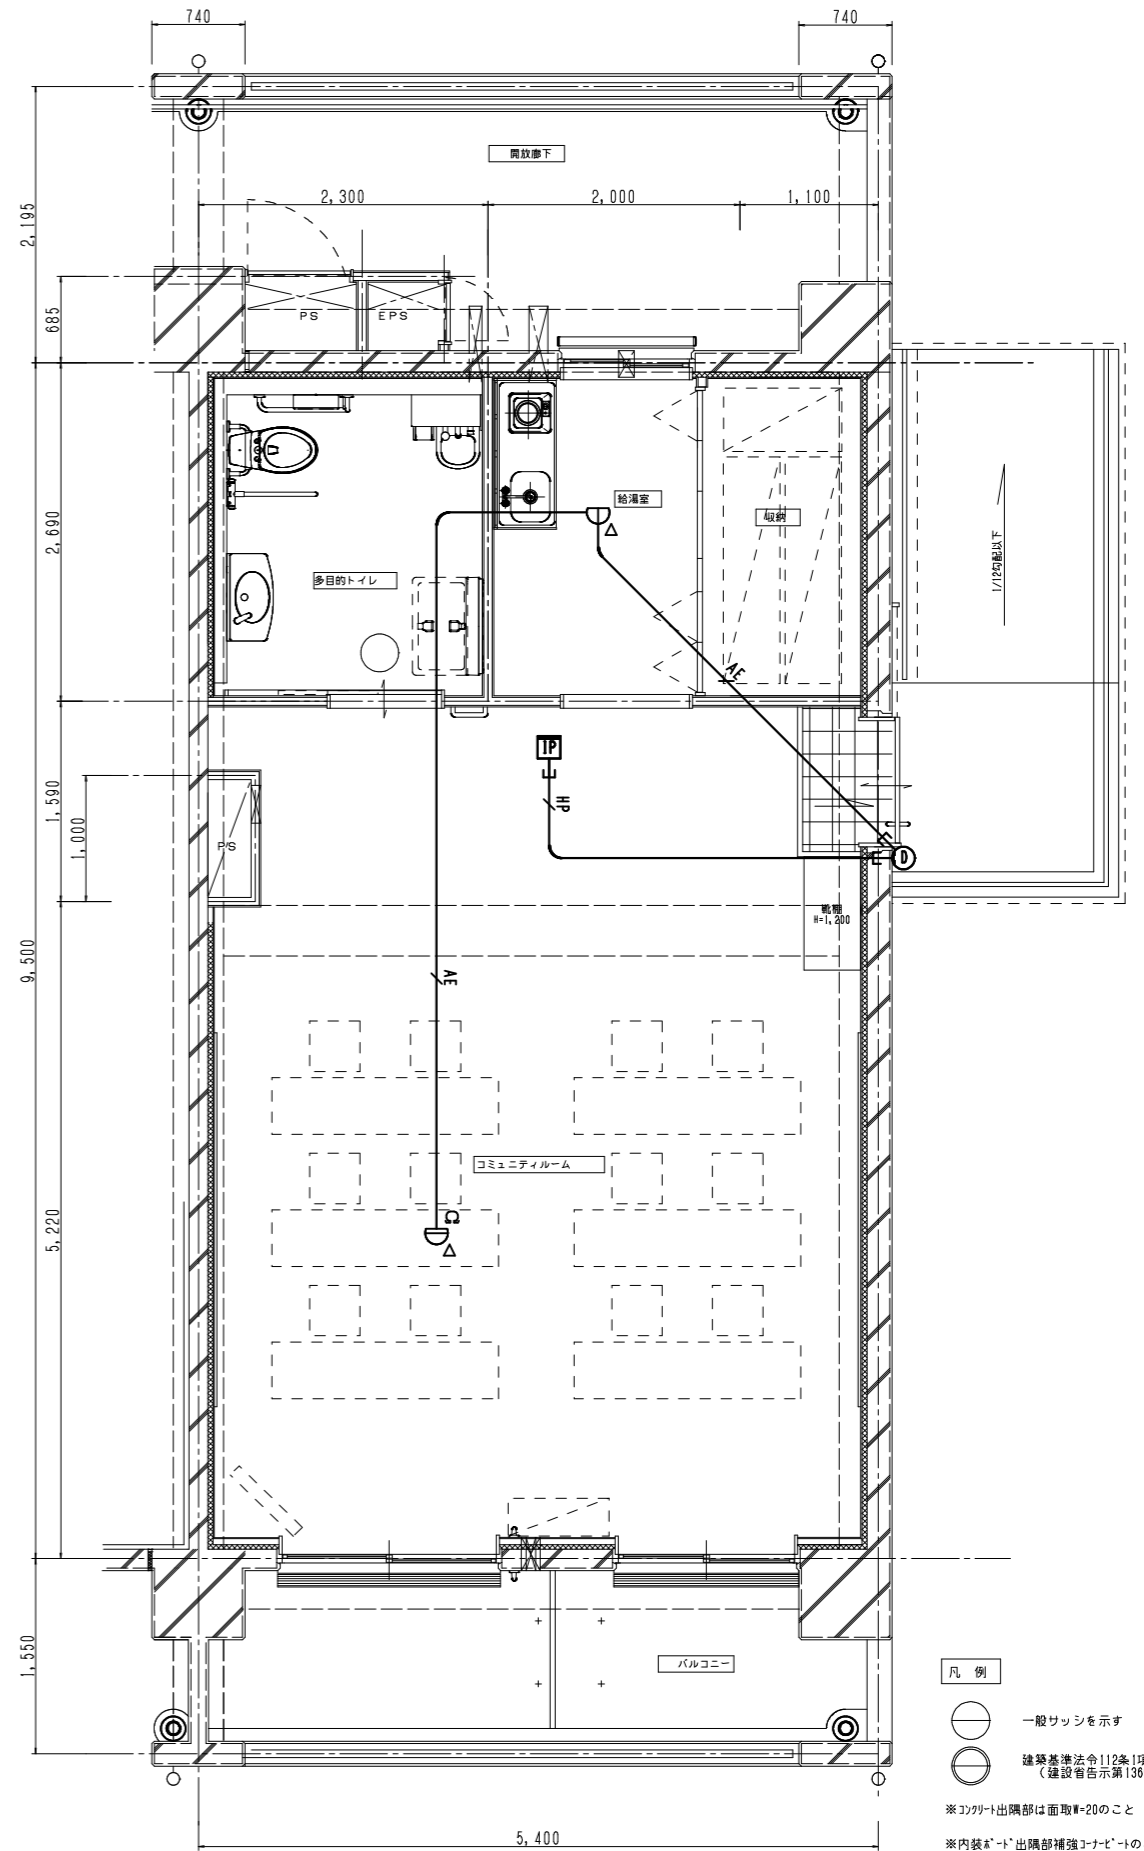 740
740
開放廊下
2,300
2,000
1,100
2,195
685
PS
EPS
給湯室
収納
1/12勾配以下
2,690
多目的トイレ
AE
1P
HP
1,590
1,000
P/S
D
靴棚
H=1,200
9,500
AE
コミュニティルーム
5,220
1,550
バルコニー
凡 例
一般サッシを示す
建築基準法令112条1項
(建設省告示第136
※コンクリート出隅部は面取W=20のこと
5,400
※内装ボード出隅部補強コーナービートの